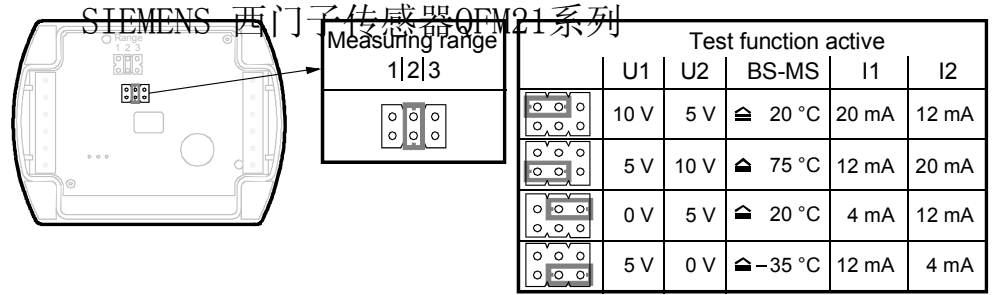 SIEMENS 西门子传感器QFM21系列
Range
1 2 3
Measuring range
1|2|3
Test function active
U1 U2 BS-MS I1 I2
10 V 5 V ≙ 20 °C 20 mA 12 mA
5 V 10 V ≙ 75 °C 12 mA 20 mA
0 V 5 V ≙ 20 °C 4 mA 12 mA
5 V 0 V ≙ –35 °C 12 mA 4 mA